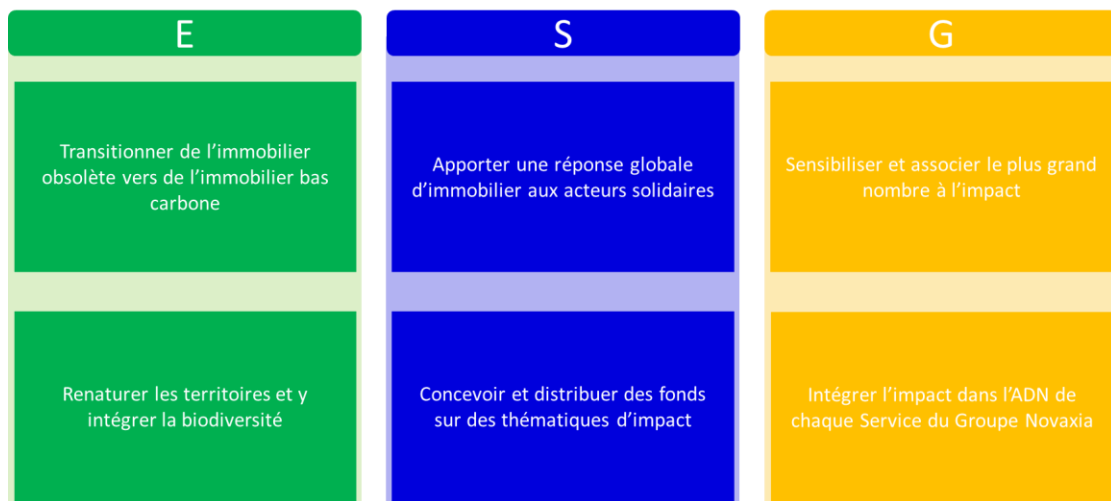 E
S
G
Transitionner de l’immobilier
obsolète vers de l’immobilier bas
carbone
Apporter une réponse globale
d’immobilier aux acteurs solidaires
Sensibiliser et associer le plus grand
nombre à l’impact
Renaturer les territoires et y
intégrer la biodiversité
Concevoir et distribuer des fonds
sur des thématiques d’impact
Intégrer l’impact dans l’ADN de
chaque Service du Groupe Novaxia